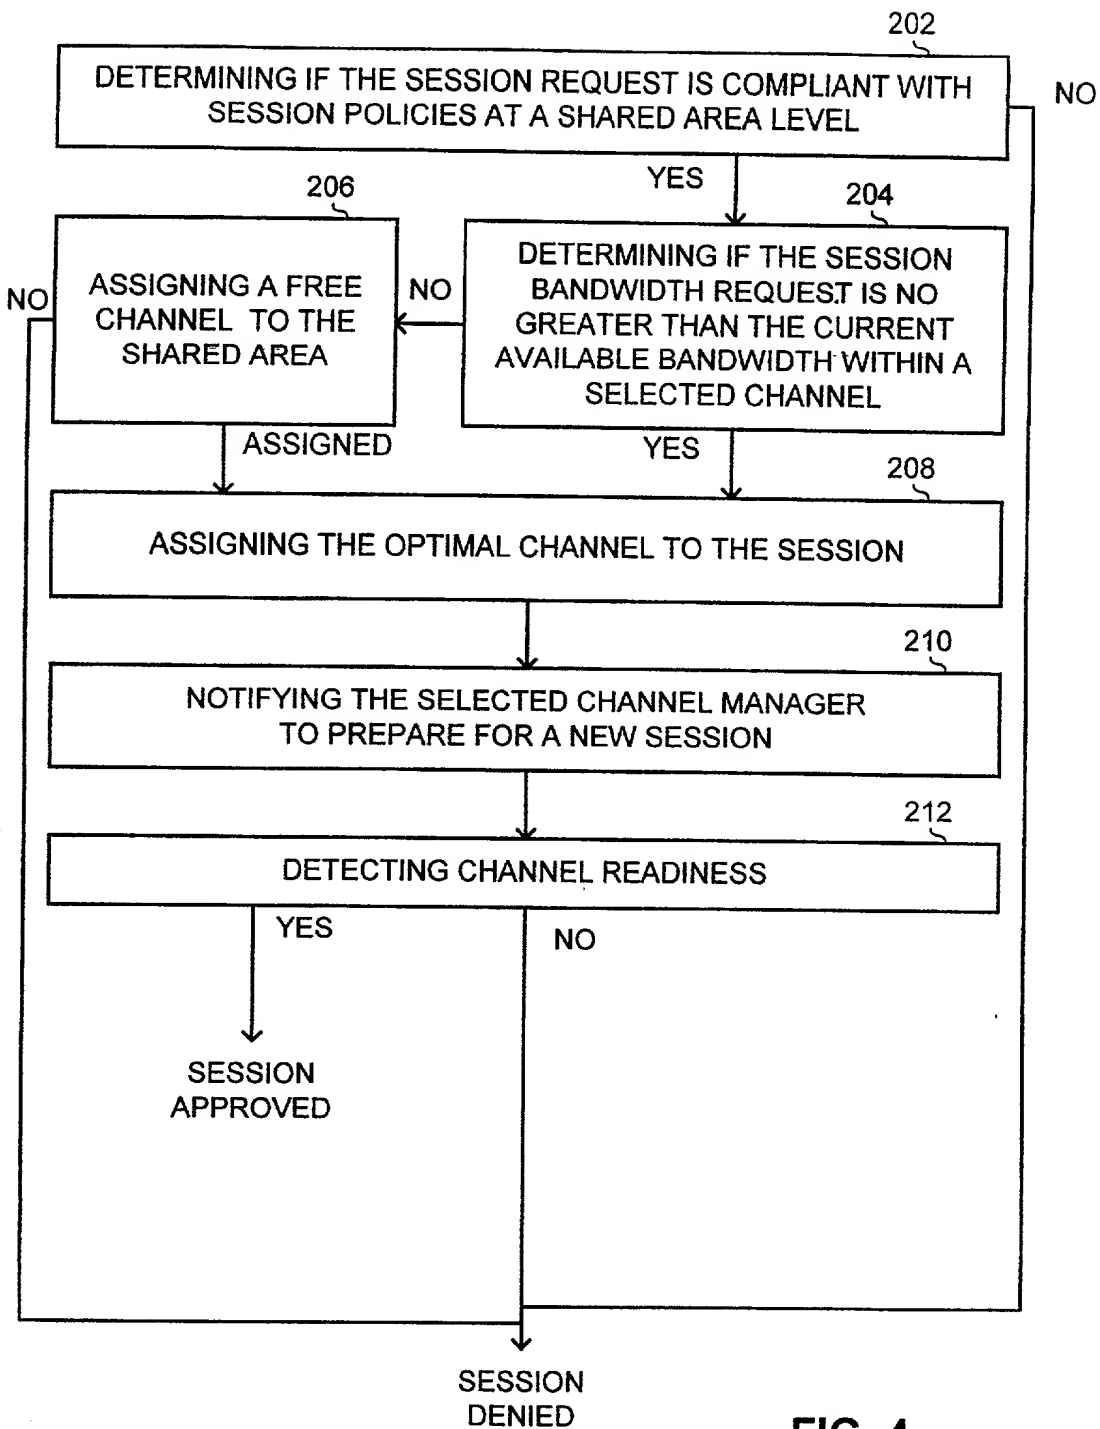 202
DETERMINING IF THE SESSION REQUEST IS COMPLIANT WITH
SESSION POLICIES AT A SHARED AREA LEVEL
NO
YES
206
204
NO
ASSIGNING A FREE
CHANNEL TO THE
SHARED AREA
NO
DETERMINING IF THE SESSION
BANDWIDTH REQUEST IS NO
GREATER THAN THE CURRENT
AVAILABLE BANDWIDTH WITHIN A
SELECTED CHANNEL
ASSIGNED
YES
208
ASSIGNING THE OPTIMAL CHANNEL TO THE SESSION
210
NOTIFYING THE SELECTED CHANNEL MANAGER
TO PREPARE FOR A NEW SESSION
212
DETECTING CHANNEL READINESS
YES
NO
SESSION
APPROVED
SESSION
DENIED